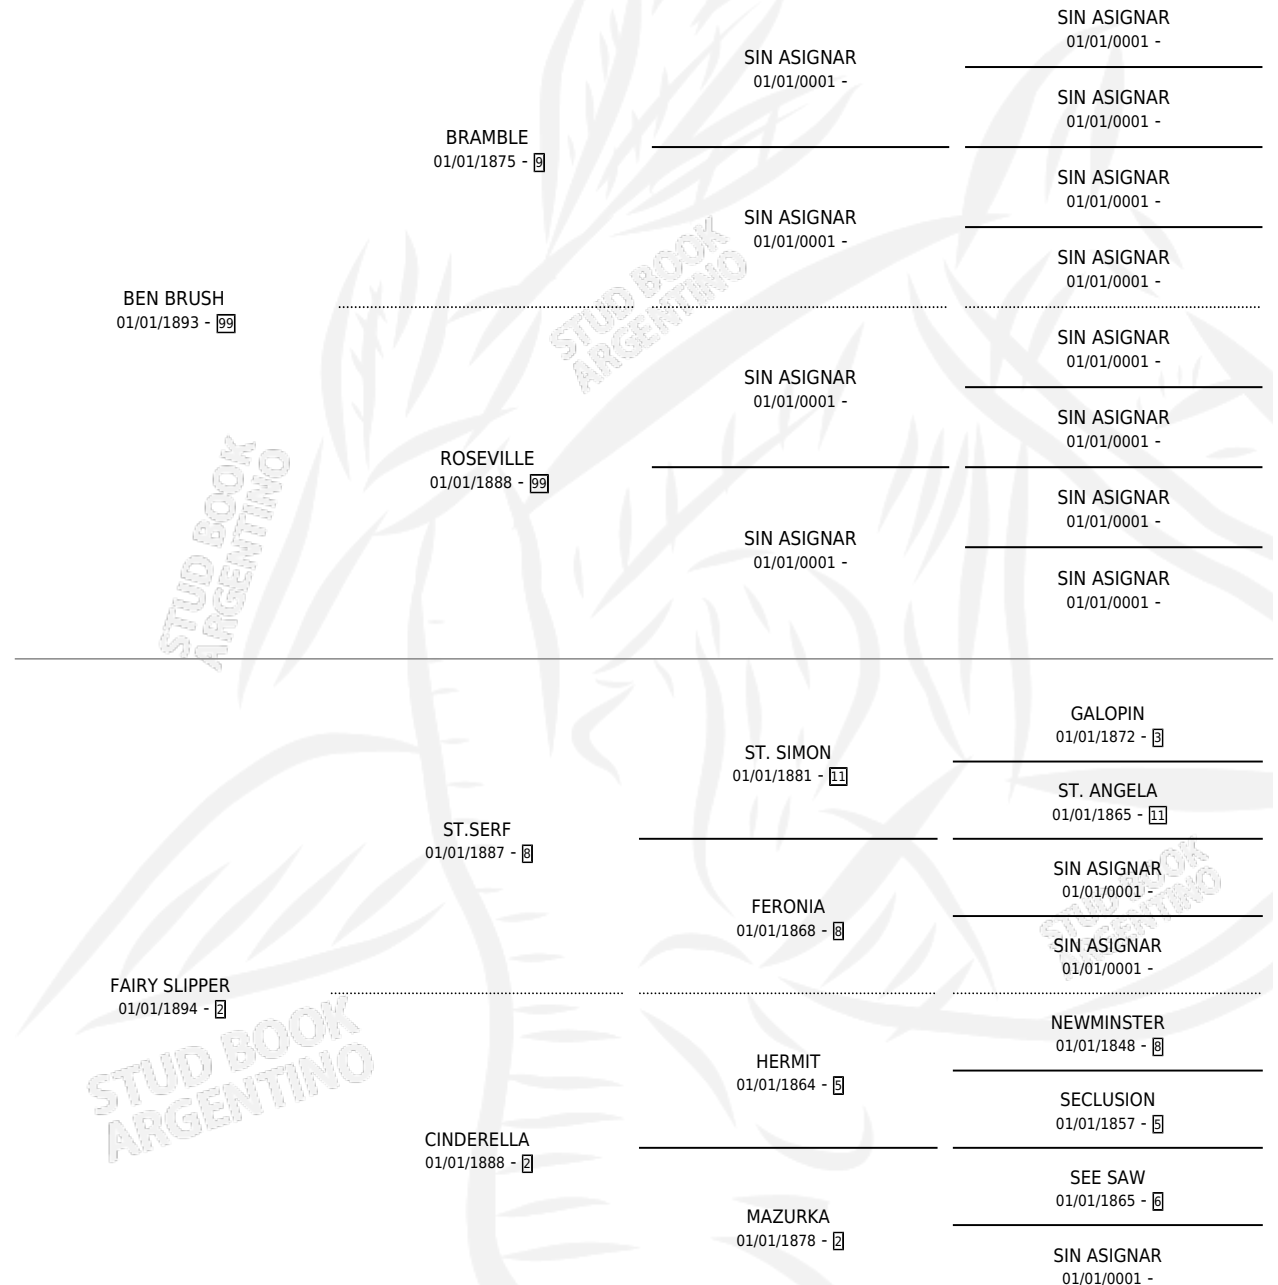 SIN ASIGNAR
01/01/0001 -
SIN ASIGNAR
01/01/0001 -
SIN ASIGNAR
01/01/0001 -
BRAMBLE
01/01/1875 - 9
SIN ASIGNAR
01/01/0001 -
SIN ASIGNAR
01/01/0001 -
SIN ASIGNAR
01/01/0001 -
BEN BRUSH
01/01/1893 - 99
SIN ASIGNAR
01/01/0001 -
SIN ASIGNAR
01/01/0001 -
SIN ASIGNAR
01/01/0001 -
ROSEVILLE
01/01/1888 - 99
SIN ASIGNAR
01/01/0001 -
SIN ASIGNAR
01/01/0001 -
SIN ASIGNAR
01/01/0001 -
STUD BOOK
ARGENTINO
STUD BOOK
ARGENTINO
GALOPIN
01/01/1872 - 3
ST. SIMON
01/01/1881 - 11
ST. ANGELA
01/01/1865 - 11
ST.SERF
01/01/1887 - 8
SIN ASIGNAR
01/01/0001 -
FERONIA
01/01/1868 - 8
SIN ASIGNAR
01/01/0001 -
FAIRY SLIPPER
01/01/1894 - 2
NEWMINSTER
01/01/1848 - 8
HERMIT
01/01/1864 - 5
SECLUSION
01/01/1857 - 5
CINDERELLA
01/01/1888 - 2
SEE SAW
01/01/1865 - 6
MAZURKA
01/01/1878 - 2
SIN ASIGNAR
01/01/0001 -
STUD BOOK
ARGENTINO
STUD BOOK
ARGENTINO